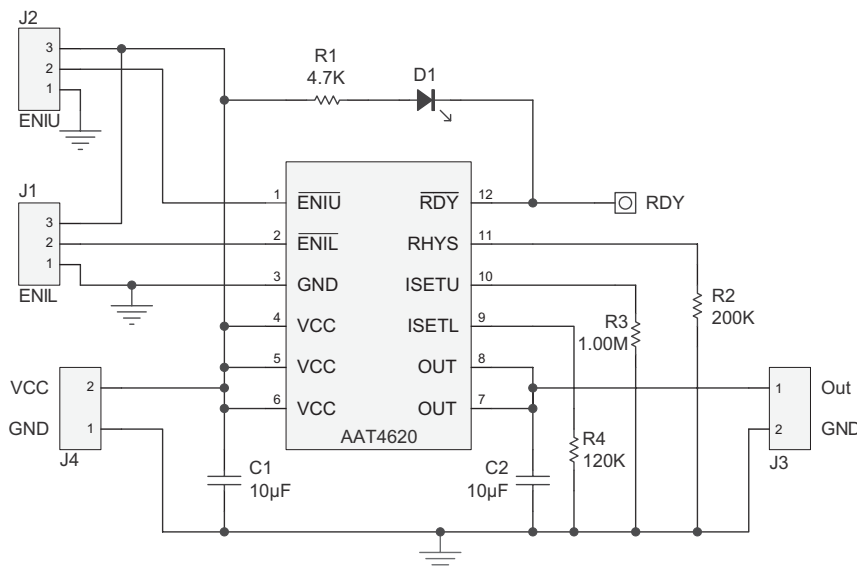 J2
3
2
1
ENIU
R1
4.7K
D1
J1
3
2
1
ENIL
1 ENIU RDY 12
RDY
2 ENIL RHYS 11
3 GND ISETU 10
4 VCC ISETL 9
5 VCC OUT 8
6 VCC OUT 7
AAT4620
R2
200K
R3
1.00M
R4
120K
VCC 2
GND 1
J4
C1
10µF
C2
10µF
1 Out
2 GND
J3